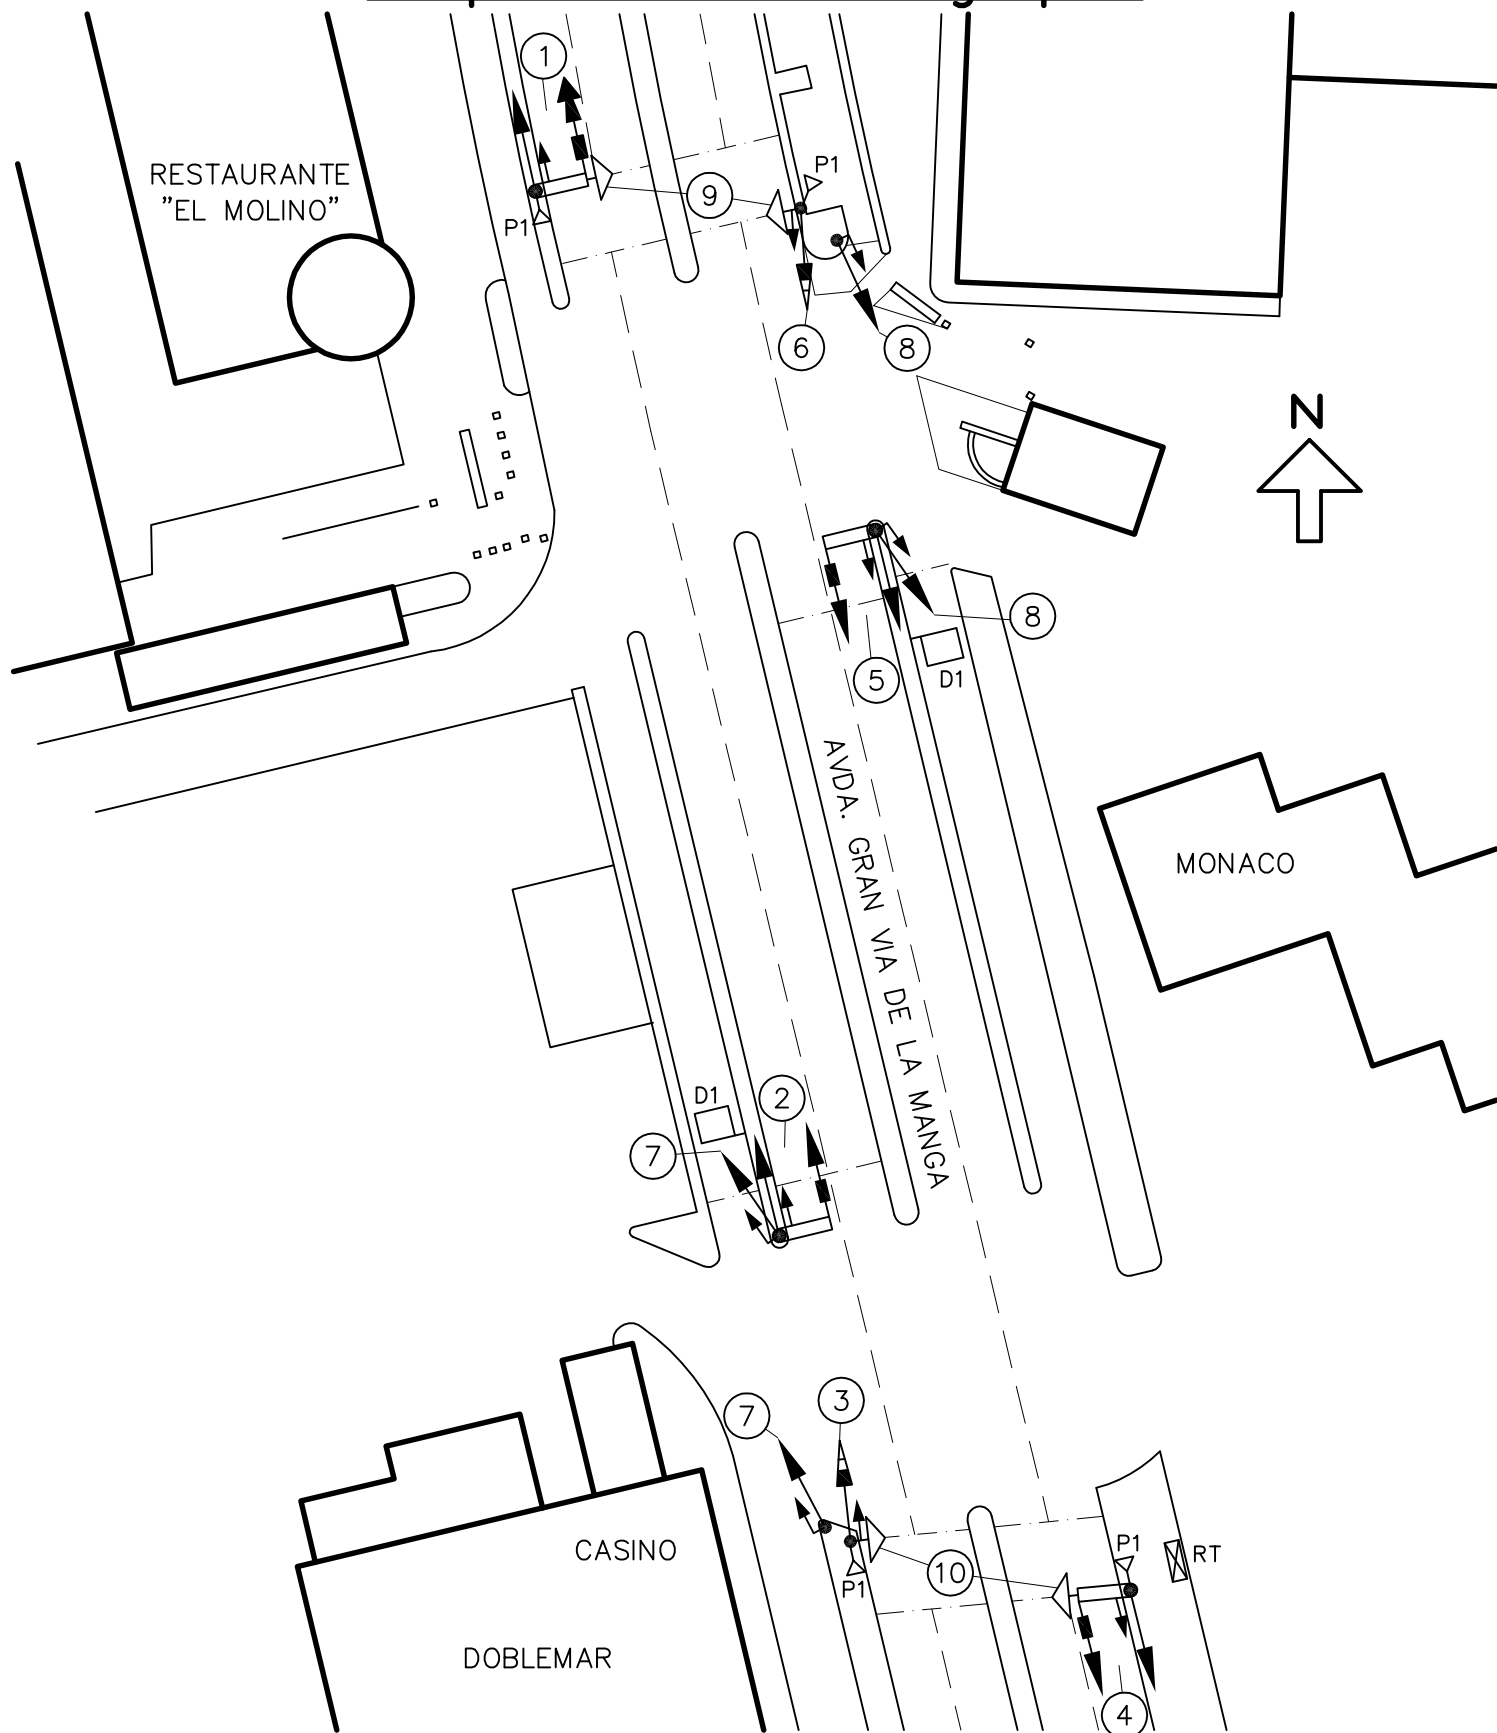 1
P1
RESTAURANTE
"EL MOLINO"
9
P1
6
8
N
8
5
D1
AVDA. GRAN VIA DE LA MANGA
MONACO
D1
2
7
7
3
CASINO
P1
10
P1
RT
DOBLEMAR
4